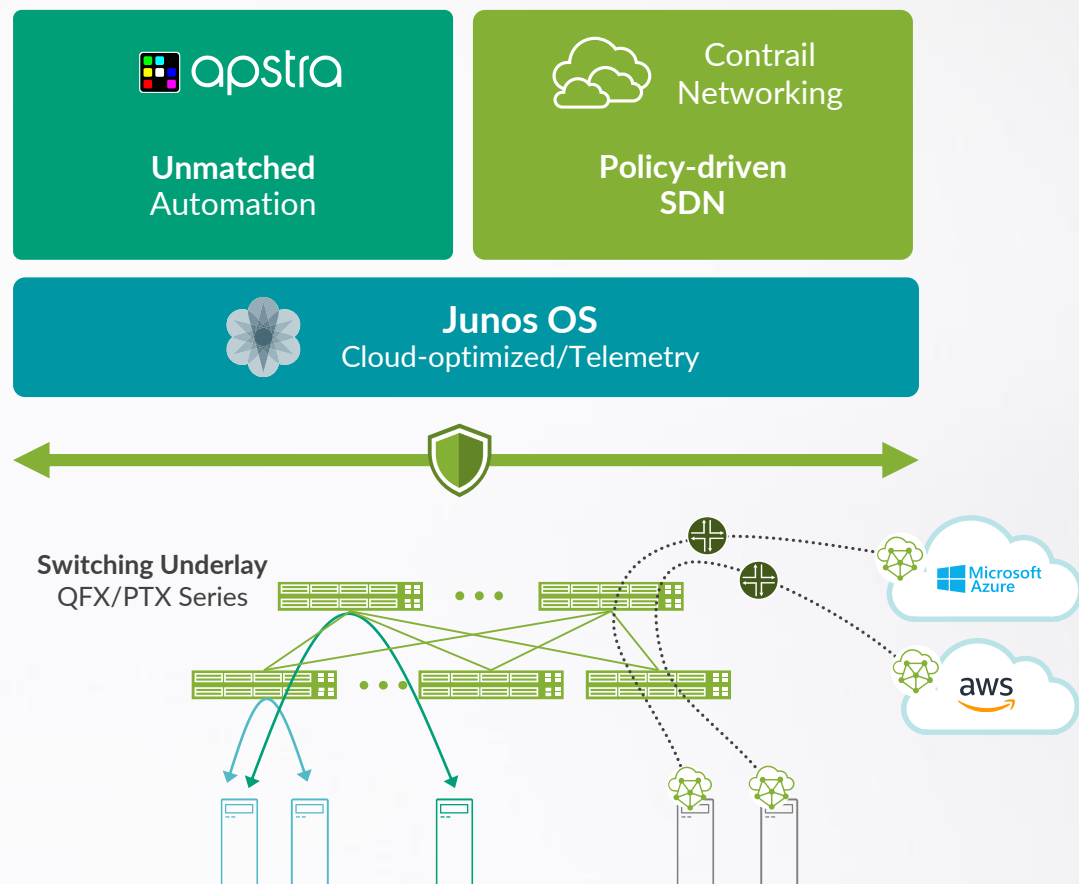 apstra
Unmatched
Automation
Contrail
Networking
Policy-driven
SDN
Junos OS
Cloud-optimized/Telemetry
Switching Underlay
QFX/PTX Series
Microsoft
Azure
aws